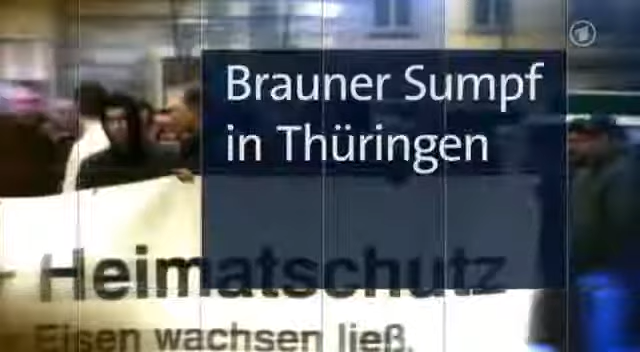 Brauner Sumpf
in Thüringen
Heimatschutz
Eisen wachsen ließ.